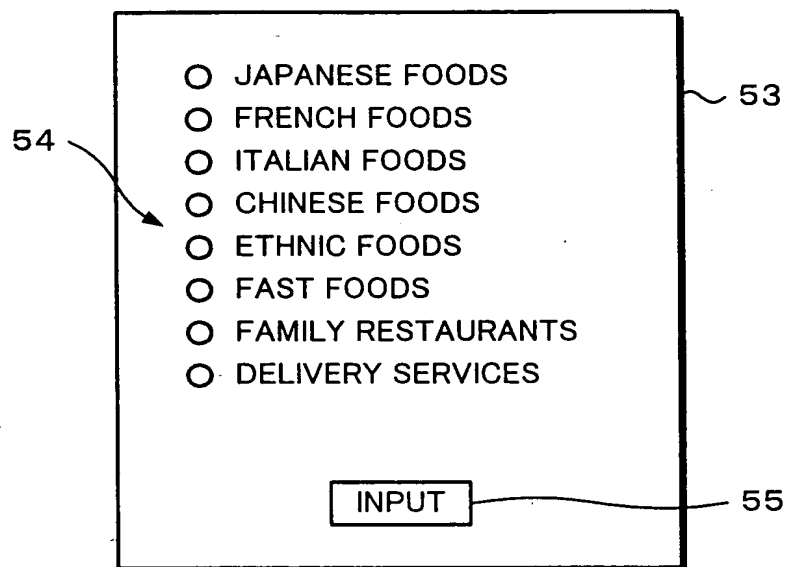 JAPANESE FOODS
53
FRENCH FOODS
54
ITALIAN FOODS
CHINESE FOODS
ETHNIC FOODS
FAST FOODS
FAMILY RESTAURANTS
DELIVERY SERVICES
INPUT
55